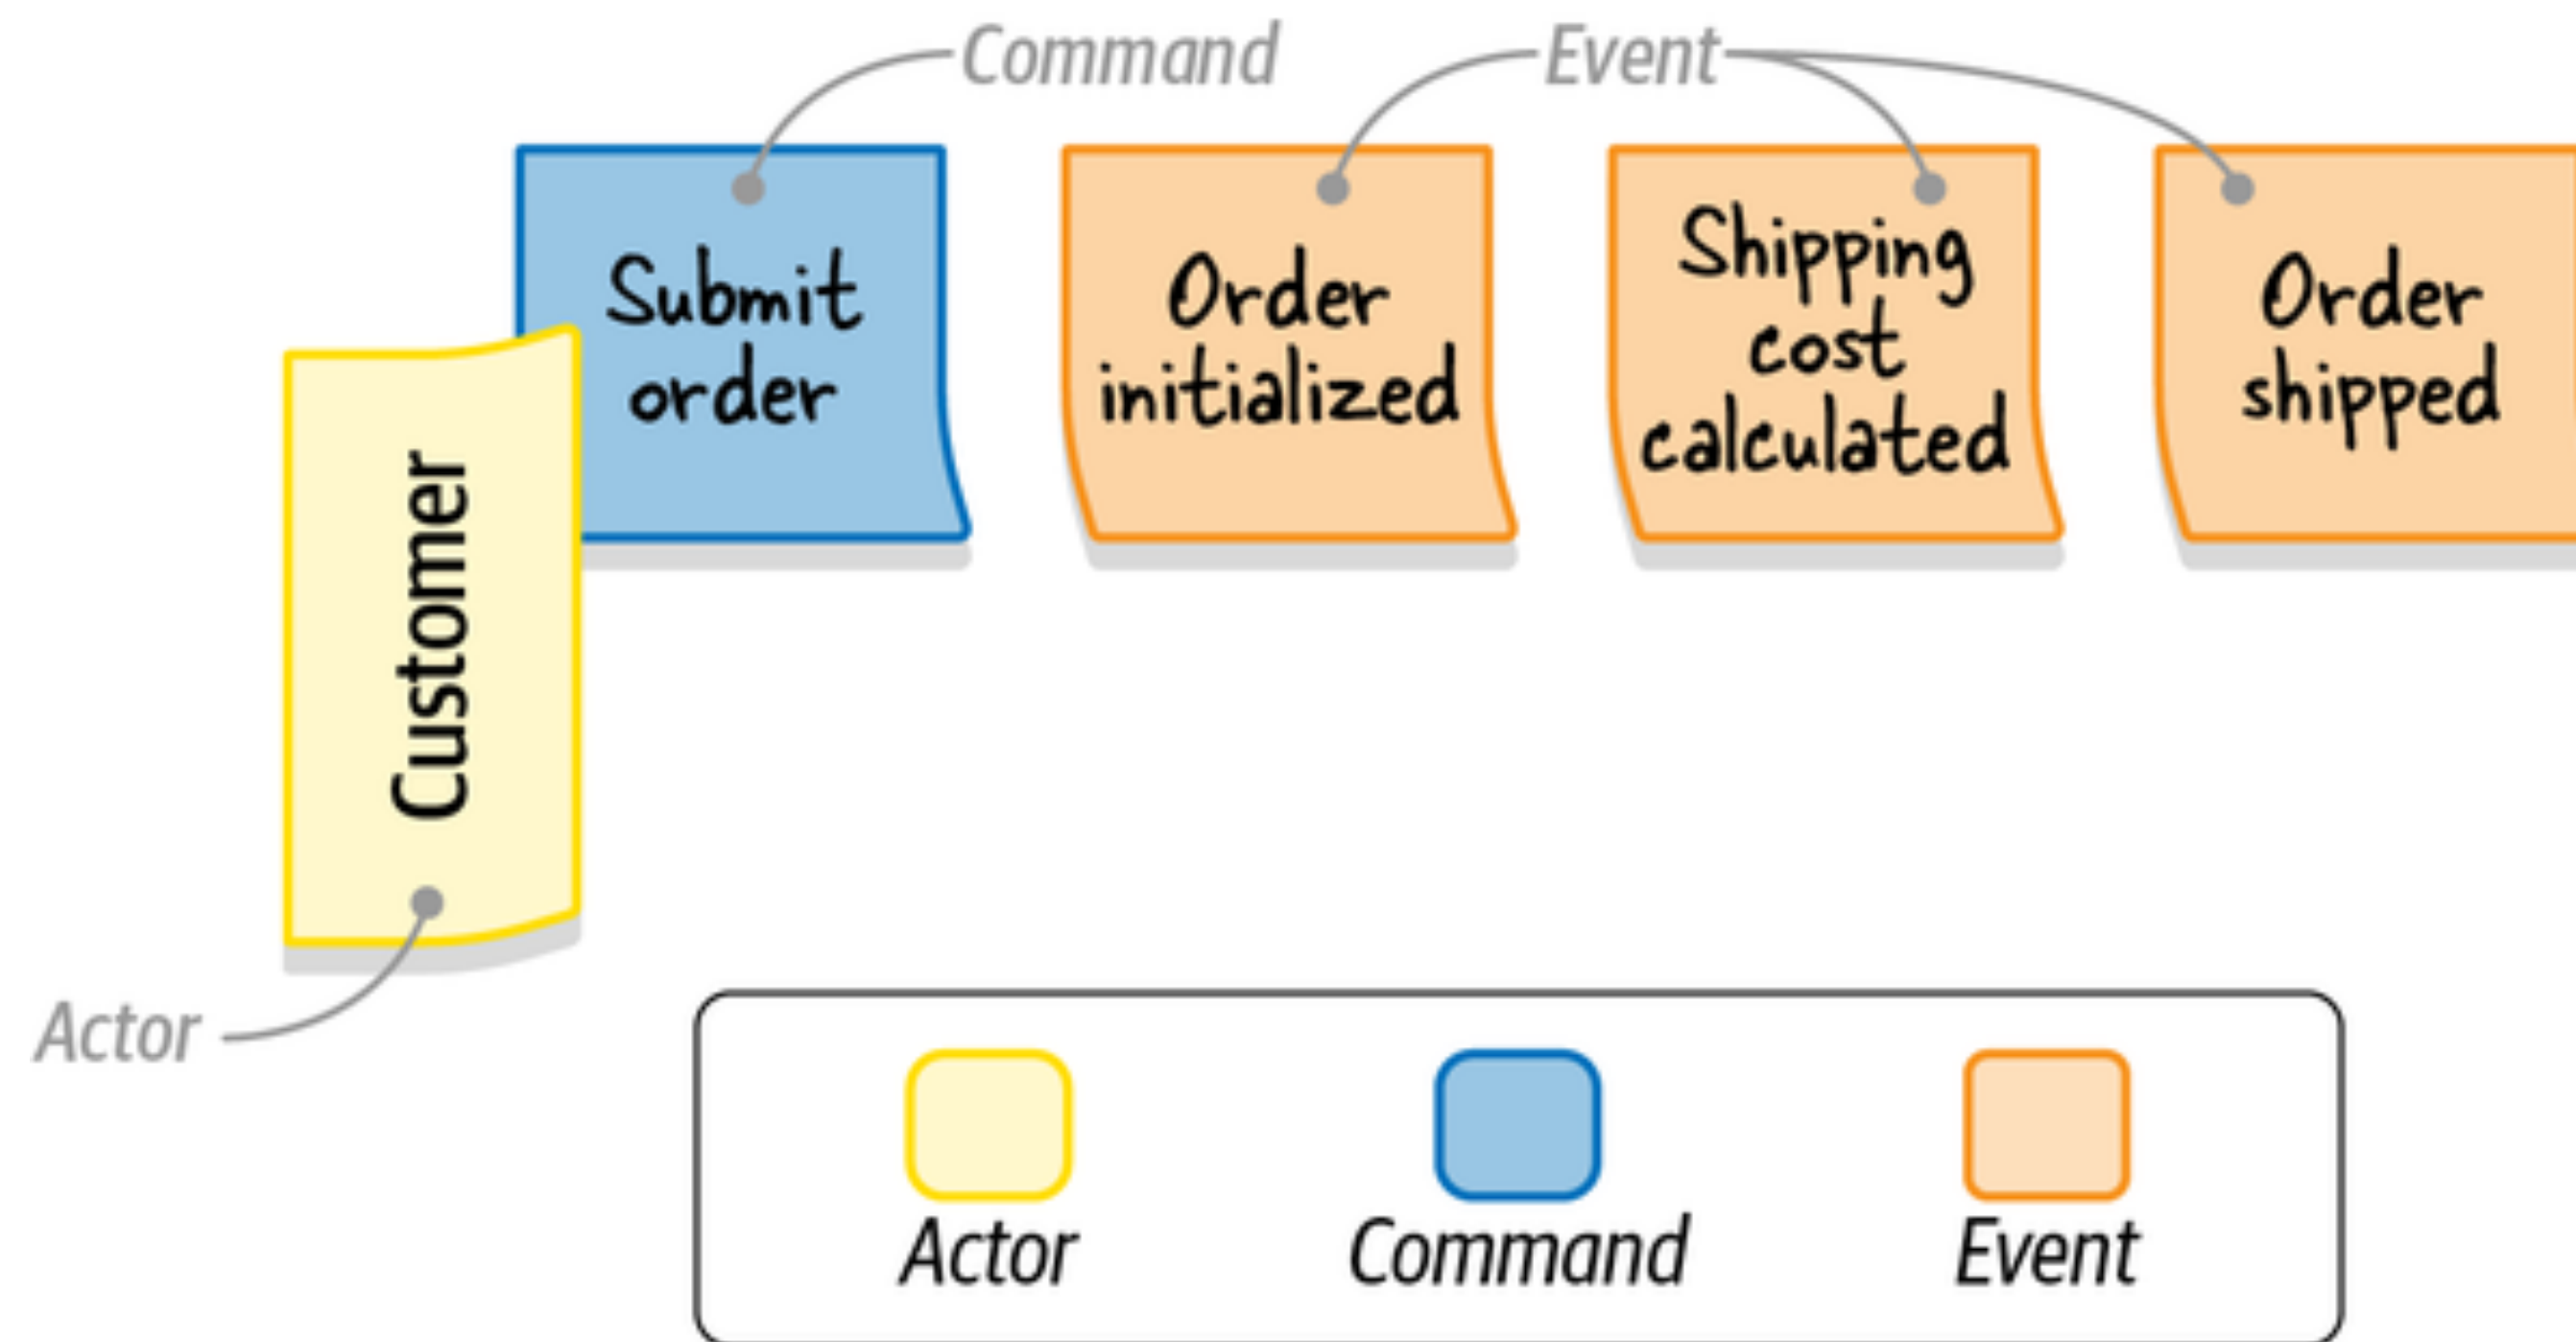 Command
Event
Submit
order
Order
initialized
Shipping
cost
calculated
Order
shipped
Customer
Actor
Actor
Command
Event